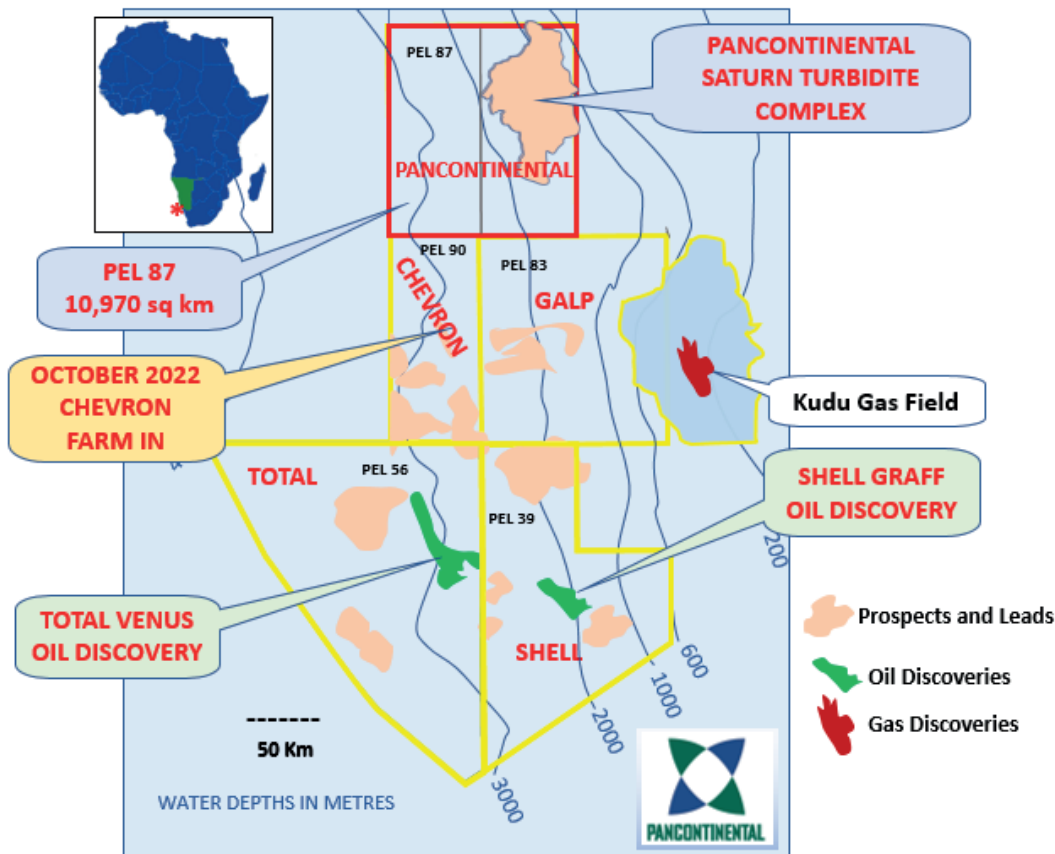 PEL 87
PANCONTINENTAL
SATURN TURBIDITE
COMPLEX
PANCONTINENTAL
*
PEL 87
10,970 sq km
PEL 90
PEL 83
CHEVRON
GALP
OCTOBER 2022
CHEVRON
FARM IN
Kudu Gas Field
4
TOTAL
PEL 56
PEL 39
SHELL GRAFF
OIL DISCOVERY
200
TOTAL VENUS
OIL DISCOVERY
SHELL
Prospects and Leads
Oil Discoveries
Gas Discoveries
600
1000
2000
3000
50 Km
WATER DEPTHS IN METRES
PANCONTINENTAL